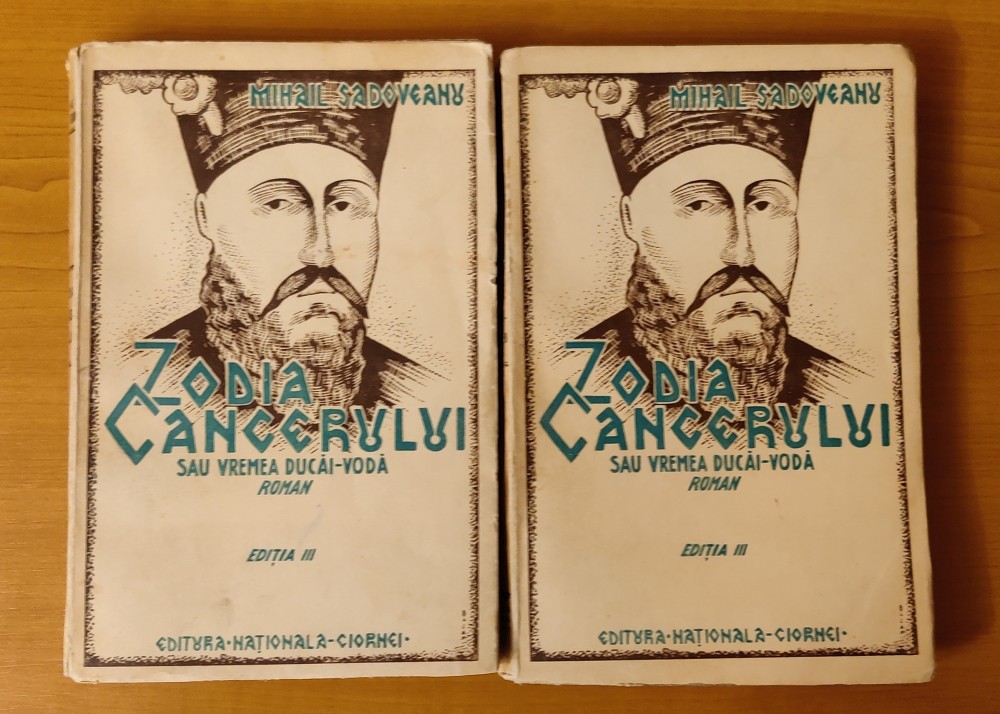 MIHAIL SADOVEANU
ZODIA
CANCERULUI
SAU VREMEA DUCĂI-VODĂ
ROMAN
EDIȚIA III
EDITURA·NAȚIONALA-CIORNEI·
MIHAIL SADOVEANU
ZODIA
CANCERULUI
SAU VREMEA DUCĂI-VODĂ
ROMAN
EDIȚIA III
EDITURA·NAȚIONALA-CIORNEI·